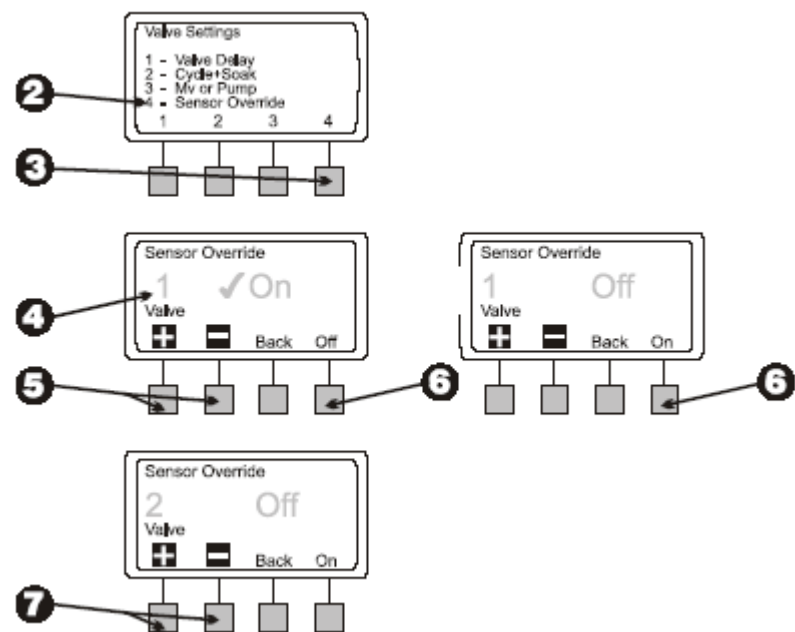 Valve Settings
1 - Valve Delay
2 - Cycle+Soak
3 - Mv or Pump
4 - Sensor Override
1 2 3 4
2
3
Sensor Override
1 ✓On
Valve
+ - Back Off
4
5
6
Sensor Override
1 Off
Valve
+ - Back On
6
Sensor Override
2 Off
Valve
+ - Back On
7